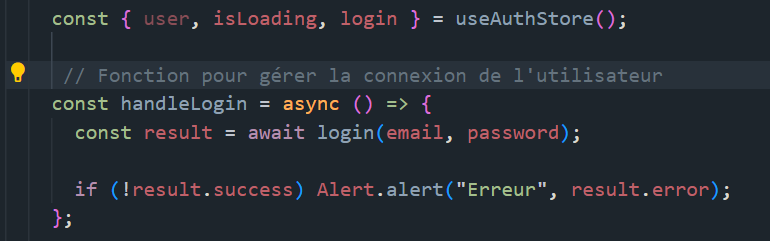 const { user, isLoading, login } = useAuthStore();
// Fonction pour gérer la connexion de l'utilisateur
const handleLogin = async () => {
const result = await login(email, password);
if (!result.success) Alert.alert("Erreur", result.error);
};